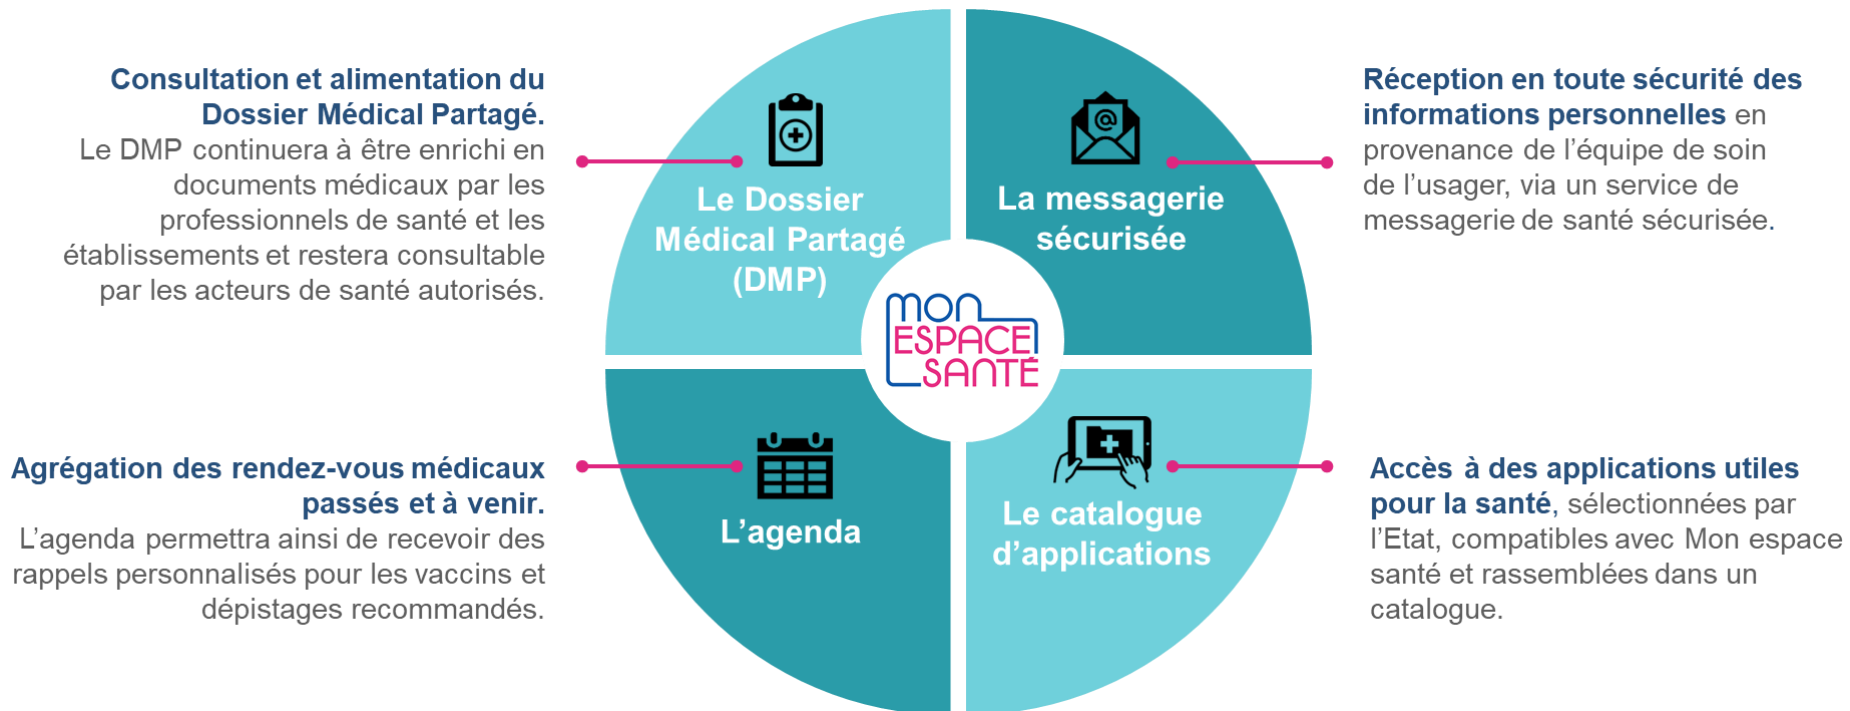 Consultation et alimentation du
Dossier Médical Partagé.
Le DMP continuera à être enrichi en
documents médicaux par les
professionnels de santé et les
établissements et restera consultable
par les acteurs de santé autorisés.
Le Dossier
Médical Partagé
(DMP)
@
La messagerie
sécurisée
Réception en toute sécurité des
informations personnelles en
provenance de l’équipe de soin
de l’usager, via un service de
messagerie de santé sécurisée.
MON
ESPACE
SANTÉ
Agrégation des rendez-vous médicaux
passés et à venir.
L’agenda permettra ainsi de recevoir des
rappels personnalisés pour les vaccins et
dépistages recommandés.
L’agenda
Le catalogue
d’applications
Accès à des applications utiles
pour la santé, sélectionnées par
l’Etat, compatibles avec Mon espace
santé et rassemblées dans un
catalogue.